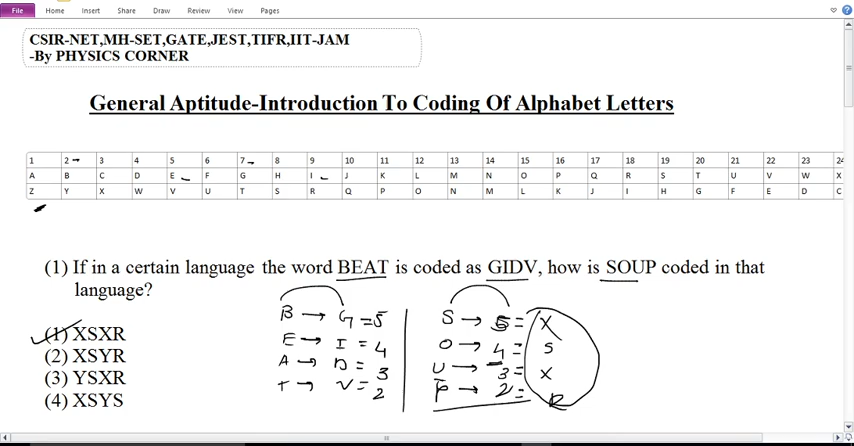 File Home Insert Share Draw Review View Pages
CSIR-NET,MH-SET,GATE,JEST,TIFR,IIT-JAM
-By PHYSICS CORNER
General Aptitude-Introduction To Coding Of Alphabet Letters
1 2 3 4 5 6 7 8 9 10 11 12 13 14 15 16 17 18 19 20 21 22 23 24
A B C D E F G H I J K L M N O P Q R S T U V W X
Z Y X W V U T S R Q P O N M L K J I H G F E D C
(1) If in a certain language the word BEAT is coded as GIDV, how is SOUP coded in that
language?
(1) XSXR
(2) XSYR
(3) YSXR
(4) XSYS
B → G = 5
E → I = 4
A → D = 3
T → V = 2
S → 5 = X
O → 4 = S
U → 3 = X
P → 2 = R